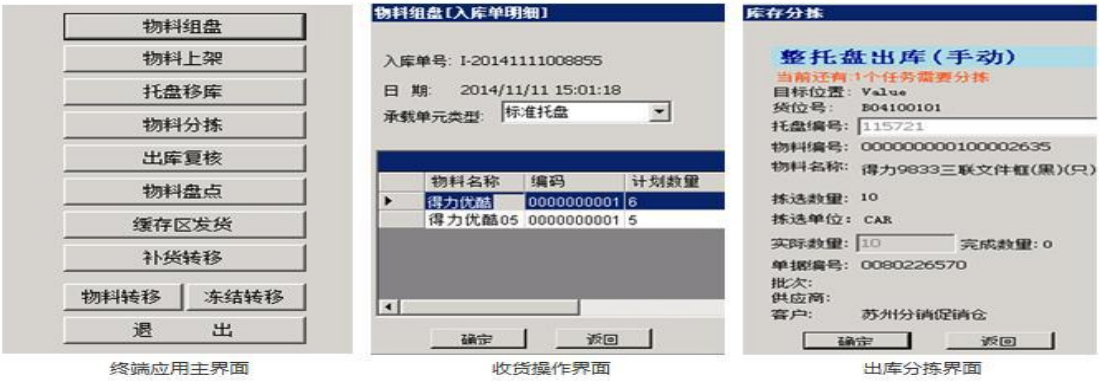 物料组盘
物料上架
托盘移库
物料分拣
出库复核
物料盘点
缓存区发货
补货转移
物料转移 冻结转移
退 出
终端应用主界面
物料组盘[入库单明细]
入库单号: I-20141111008855
日 期: 2014/11/11 15:01:18
承载单元类型: 标准托盘
物料名称 编码 计划数量
得力优酷 0000000001 6
得力优酷05 0000000001 5
确定 返回
收货操作界面
库存分拣
整托盘出库(手动)
当前还有:1个任务需要分拣
目标位置: Value
货位号: B04100101
托盘编号: 115721
物料编号: 000000000100002635
物料名称: 得力9833三联文件框(黑)(只)
拣选数量: 10
拣选单位: CAR
实际数量: 10 完成数量: 0
单据编号: 0080226570
批次:
供应商:
客户: 苏州分销促销仓
确定 返回
出库分拣界面